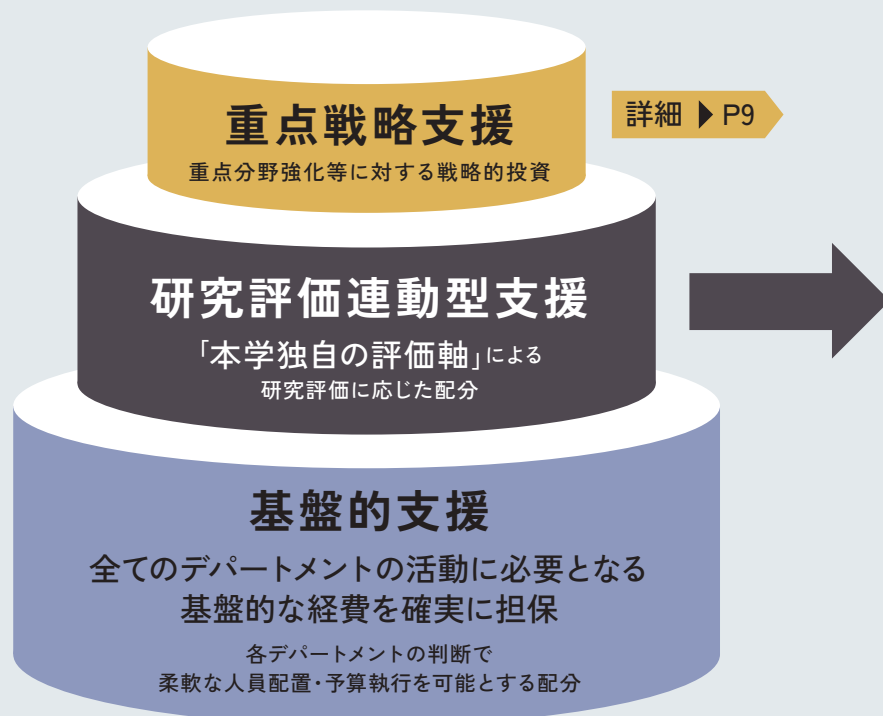 重点戦略支援
重点分野強化等に対する戦略的投資
詳細 ▶ P9
研究評価連動型支援
「本学独自の評価軸」による
研究評価に応じた配分
基盤的支援
全てのデパートメントの活動に必要となる
基盤的な経費を確実に担保
各デパートメントの判断で
柔軟な人員配置・予算執行を可能とする配分